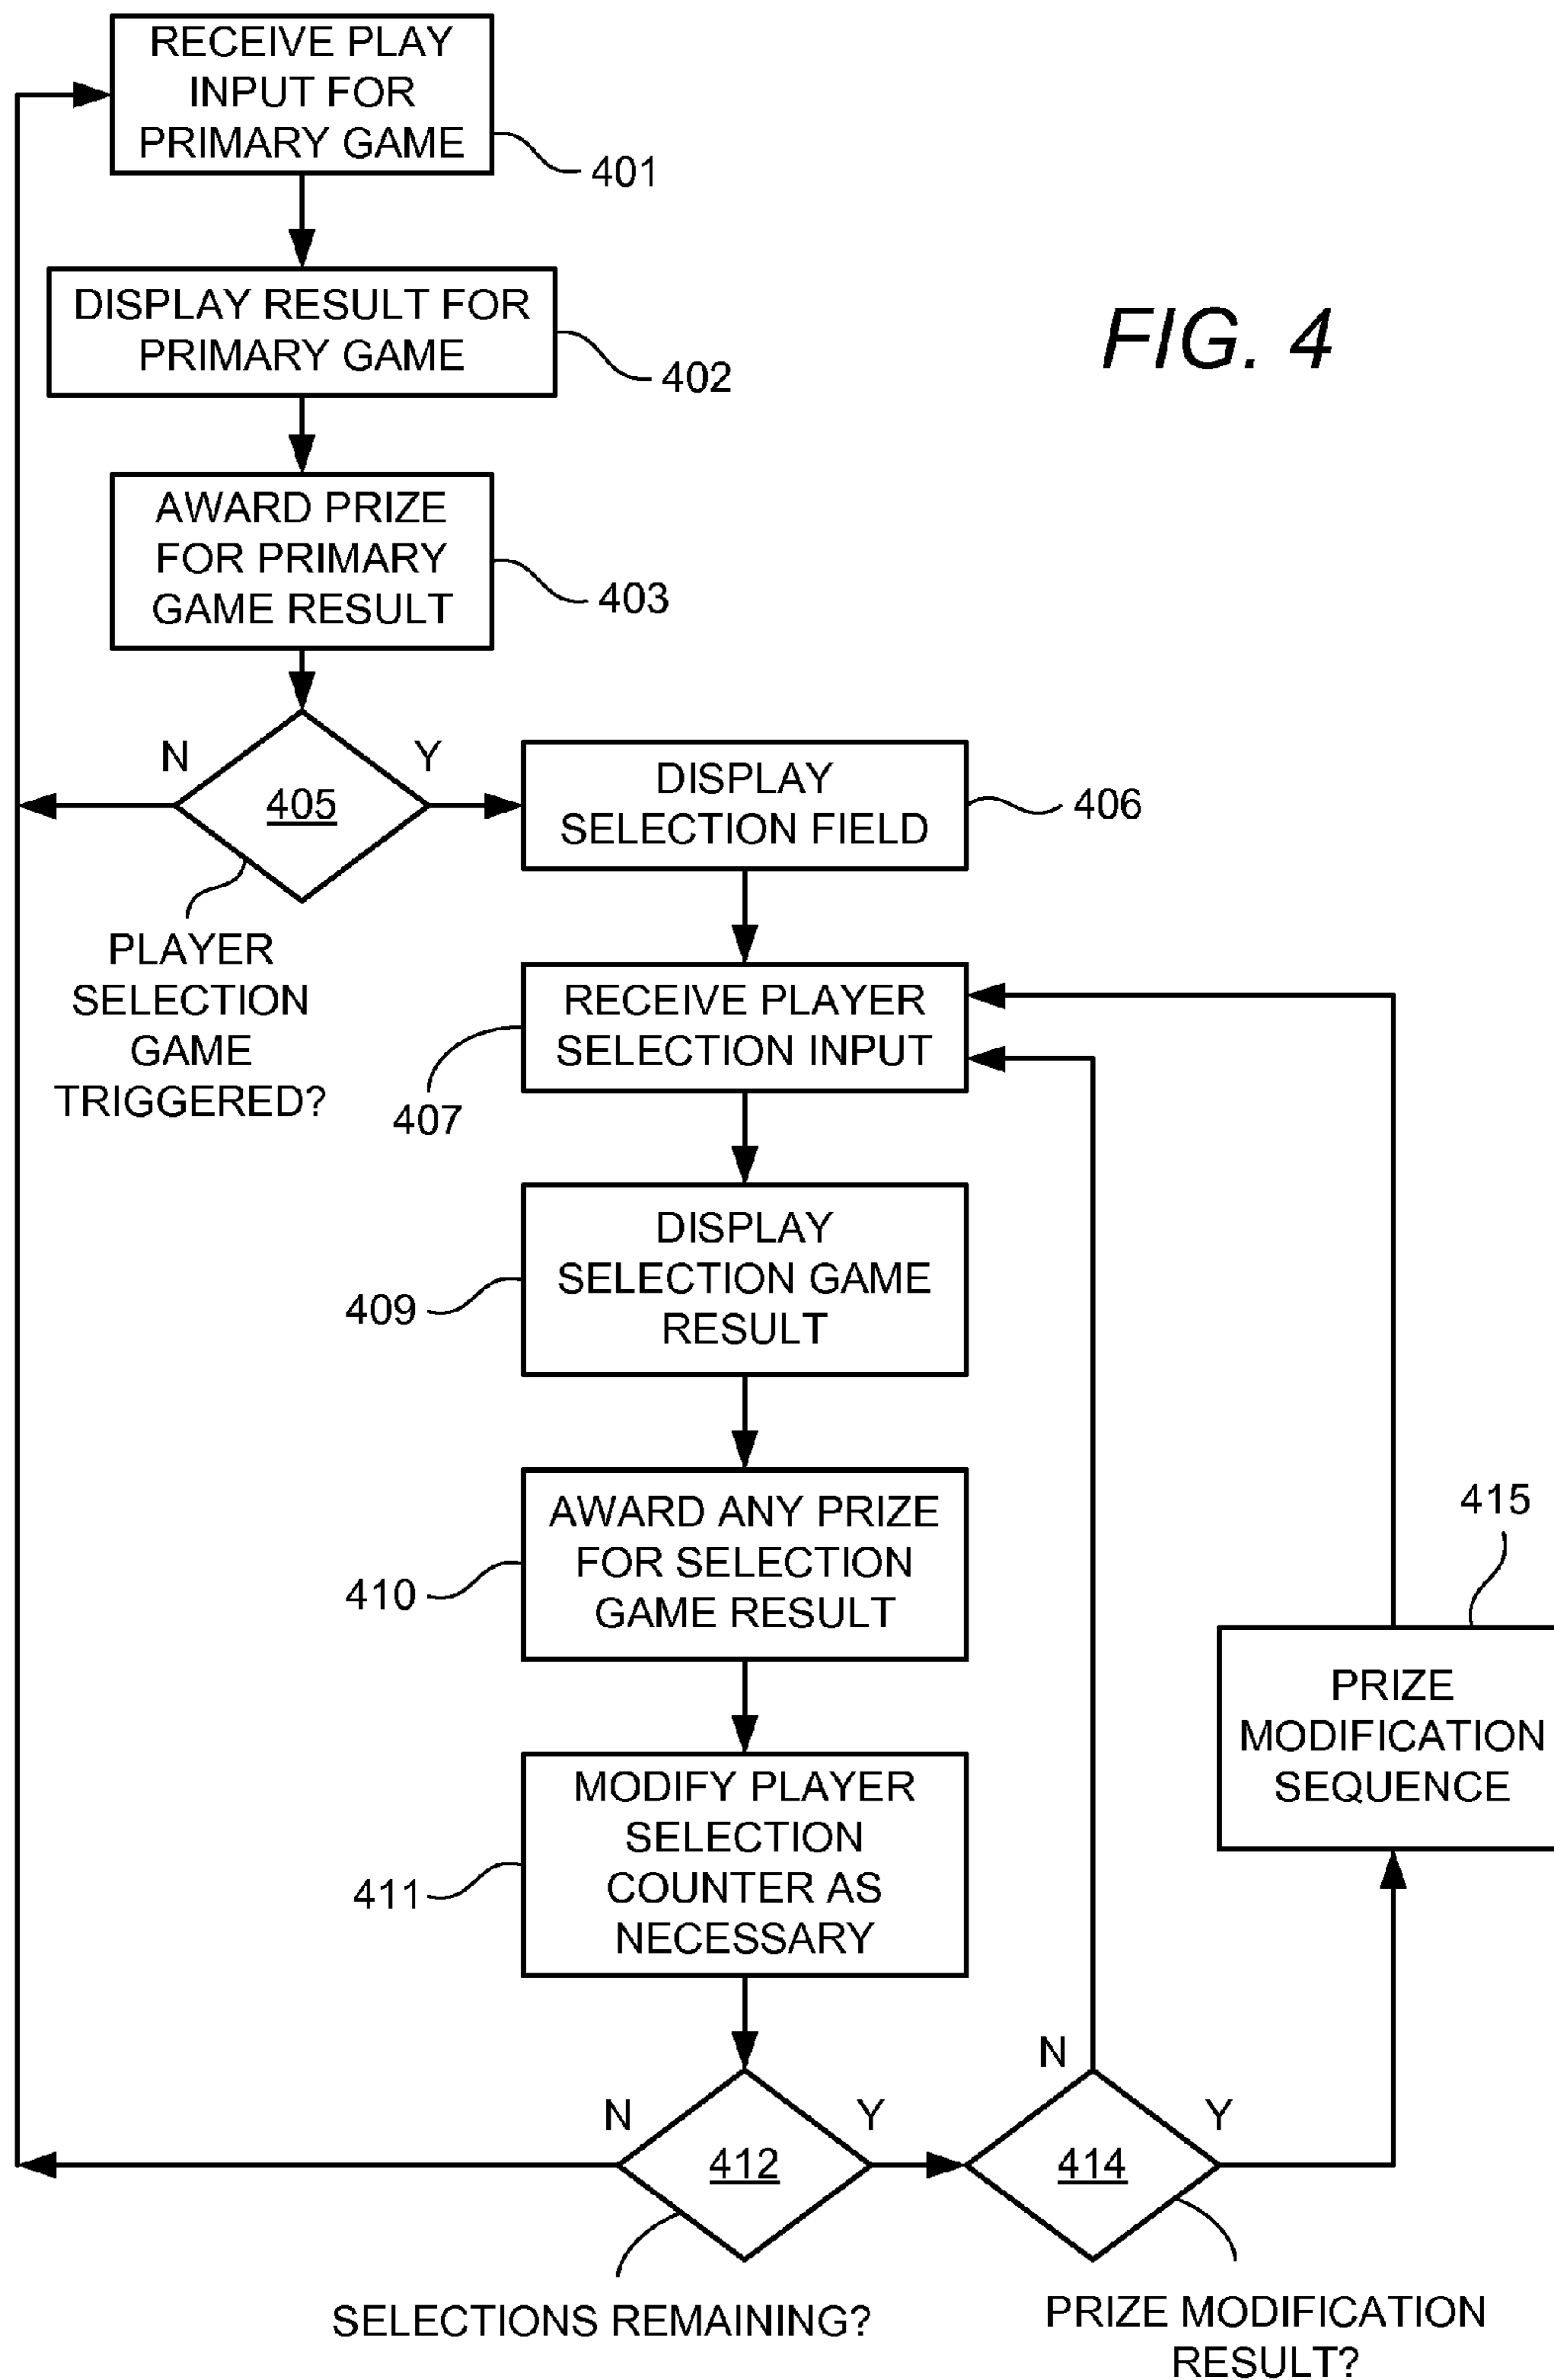 RECEIVE PLAY
INPUT FOR
PRIMARY GAME
401
DISPLAY RESULT FOR
PRIMARY GAME
402
FIG. 4
AWARD PRIZE
FOR PRIMARY
GAME RESULT
403
N
Y
405
PLAYER
SELECTION
GAME
TRIGGERED?
DISPLAY
SELECTION FIELD
406
RECEIVE PLAYER
SELECTION INPUT
407
DISPLAY
SELECTION GAME
RESULT
409
AWARD ANY PRIZE
FOR SELECTION
GAME RESULT
410
415
PRIZE
MODIFICATION
SEQUENCE
MODIFY PLAYER
SELECTION
COUNTER AS
NECESSARY
411
N
Y
412
SELECTIONS REMAINING?
N
Y
414
PRIZE MODIFICATION
RESULT?